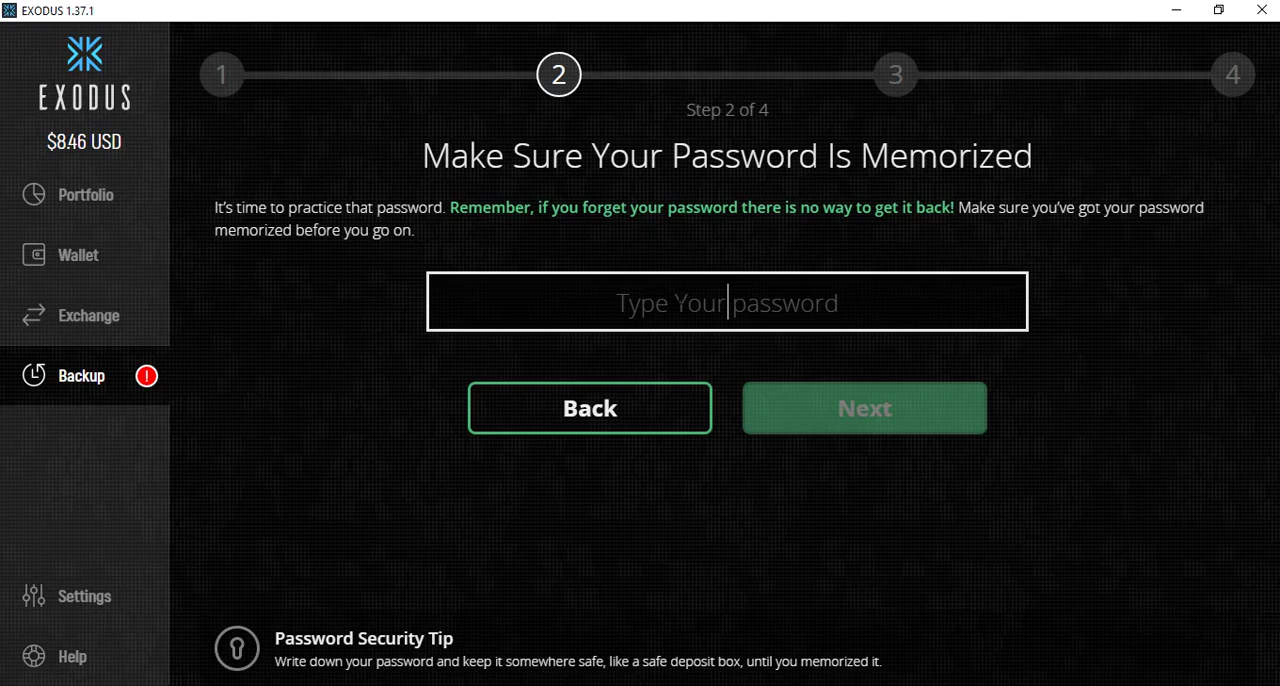 EXODUS 1.37.1
EXODUS
$8.46 USD
Portfolio
Wallet
Exchange
Backup
!
Settings
Help
1
2
3
4
Step 2 of 4
Make Sure Your Password Is Memorized
It's time to practice that password. Remember, if you forget your password there is no way to get it back! Make sure you've got your password
memorized before you go on.
Type Your password
Back
Next
Password Security Tip
Write down your password and keep it somewhere safe, like a safe deposit box, until you memorized it.